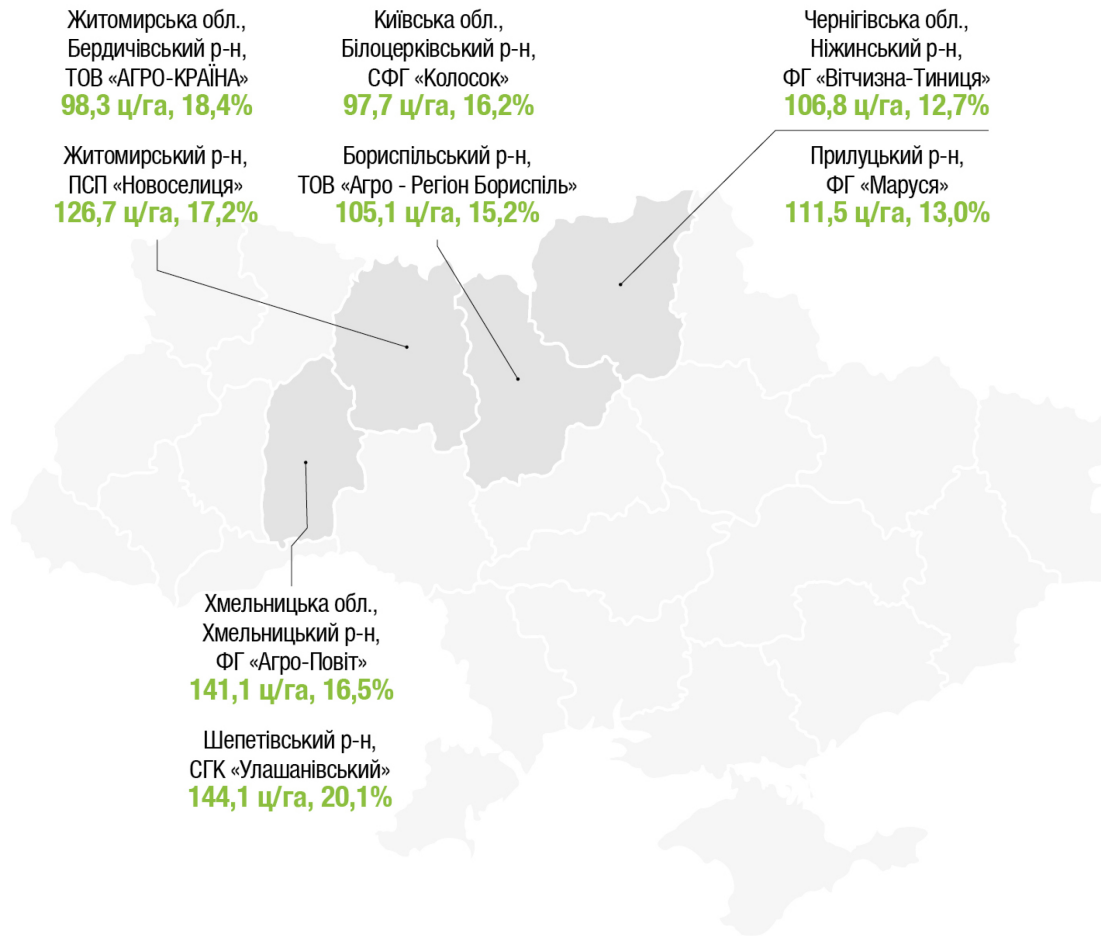 Житомирська обл.,
Бердичівський р-н,
ТОВ «АГРО-КРАЇНА»
98,3 ц/га, 18,4%
Житомирський р-н,
ПСП «Новоселиця»
126,7 ц/га, 17,2%
Київська обл.,
Білоцерківський р-н,
СФГ «Колосок»
97,7 ц/га, 16,2%
Бориспільський р-н,
ТОВ «Агро - Регіон Бориспіль»
105,1 ц/га, 15,2%
Чернігівська обл.,
Ніжинський р-н,
ФГ «Вітчизна-Тиниця»
106,8 ц/га, 12,7%
Прилуцький р-н,
ФГ «Маруся»
111,5 ц/га, 13,0%
Хмельницька обл.,
Хмельницький р-н,
ФГ «Агро-Повіт»
141,1 ц/га, 16,5%
Шепетівський р-н,
СГК «Улашанівський»
144,1 ц/га, 20,1%